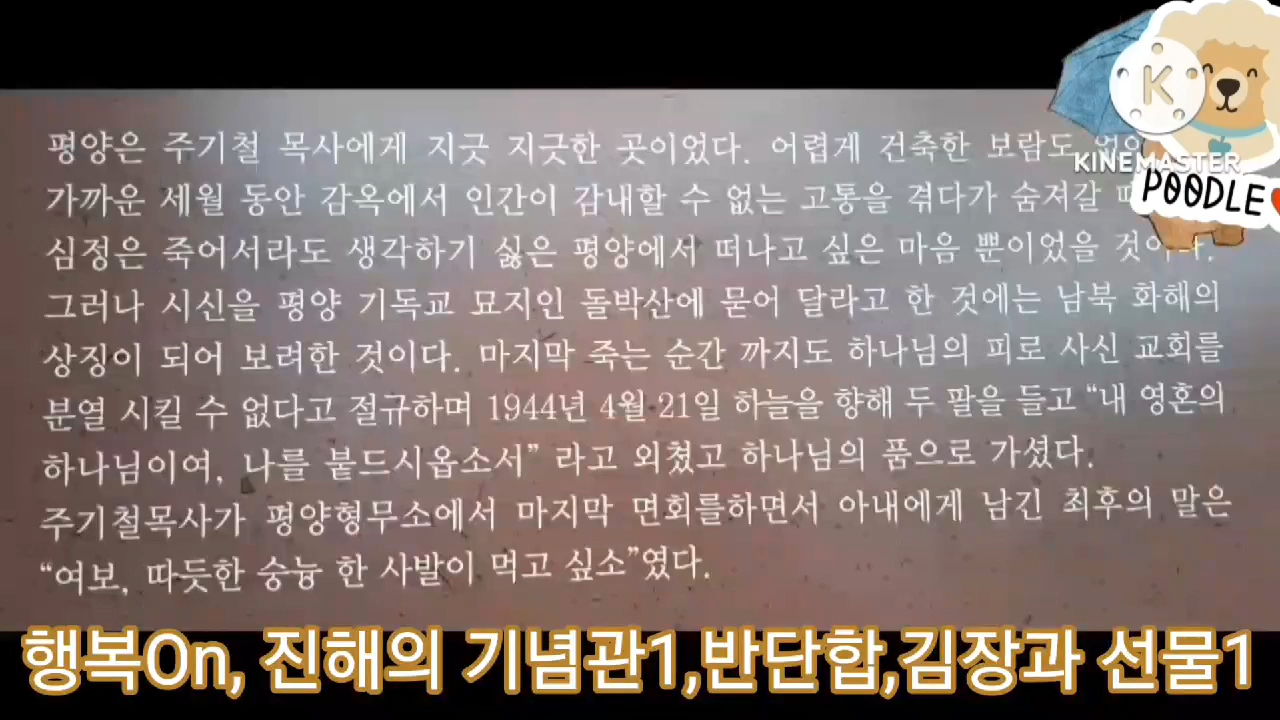 평양은 주기철 목사에게 지긋 지긋한 곳이었다. 어렵게 건축한 보람도
가까운 세월 동안 감옥에서 인간이 감내할 수 없는 고통을 겪다가 숨져갈
심정은 죽어서라도 생각하기 싫은 평양에서 떠나고 싶은 마음 뿐이었을 것이다.
그러나 시신을 평양 기독교 묘지인 돌박산에 묻어 달라고 한 것에는 남북 화해의
상징이 되어 보려한 것이다. 마지막 죽는 순간 까지도 하나님의 피로 사신 교회를
분열 시킬 수 없다고 절규하며 1944년 4월 21일 하늘을 향해 두 팔을 들고 “내 영혼의
하나님이여, 나를 붙드시옵소서” 라고 외쳤고 하나님의 품으로 가셨다.
주기철목사가 평양형무소에서 마지막 면회를하면서 아내에게 남긴 최후의 말은
“여보, 따듯한 숭늉 한 사발이 먹고 싶소”였다.
K
KINEMASTER
POODLE
행복On, 진해의 기념관1,반단합,김장과 선물1